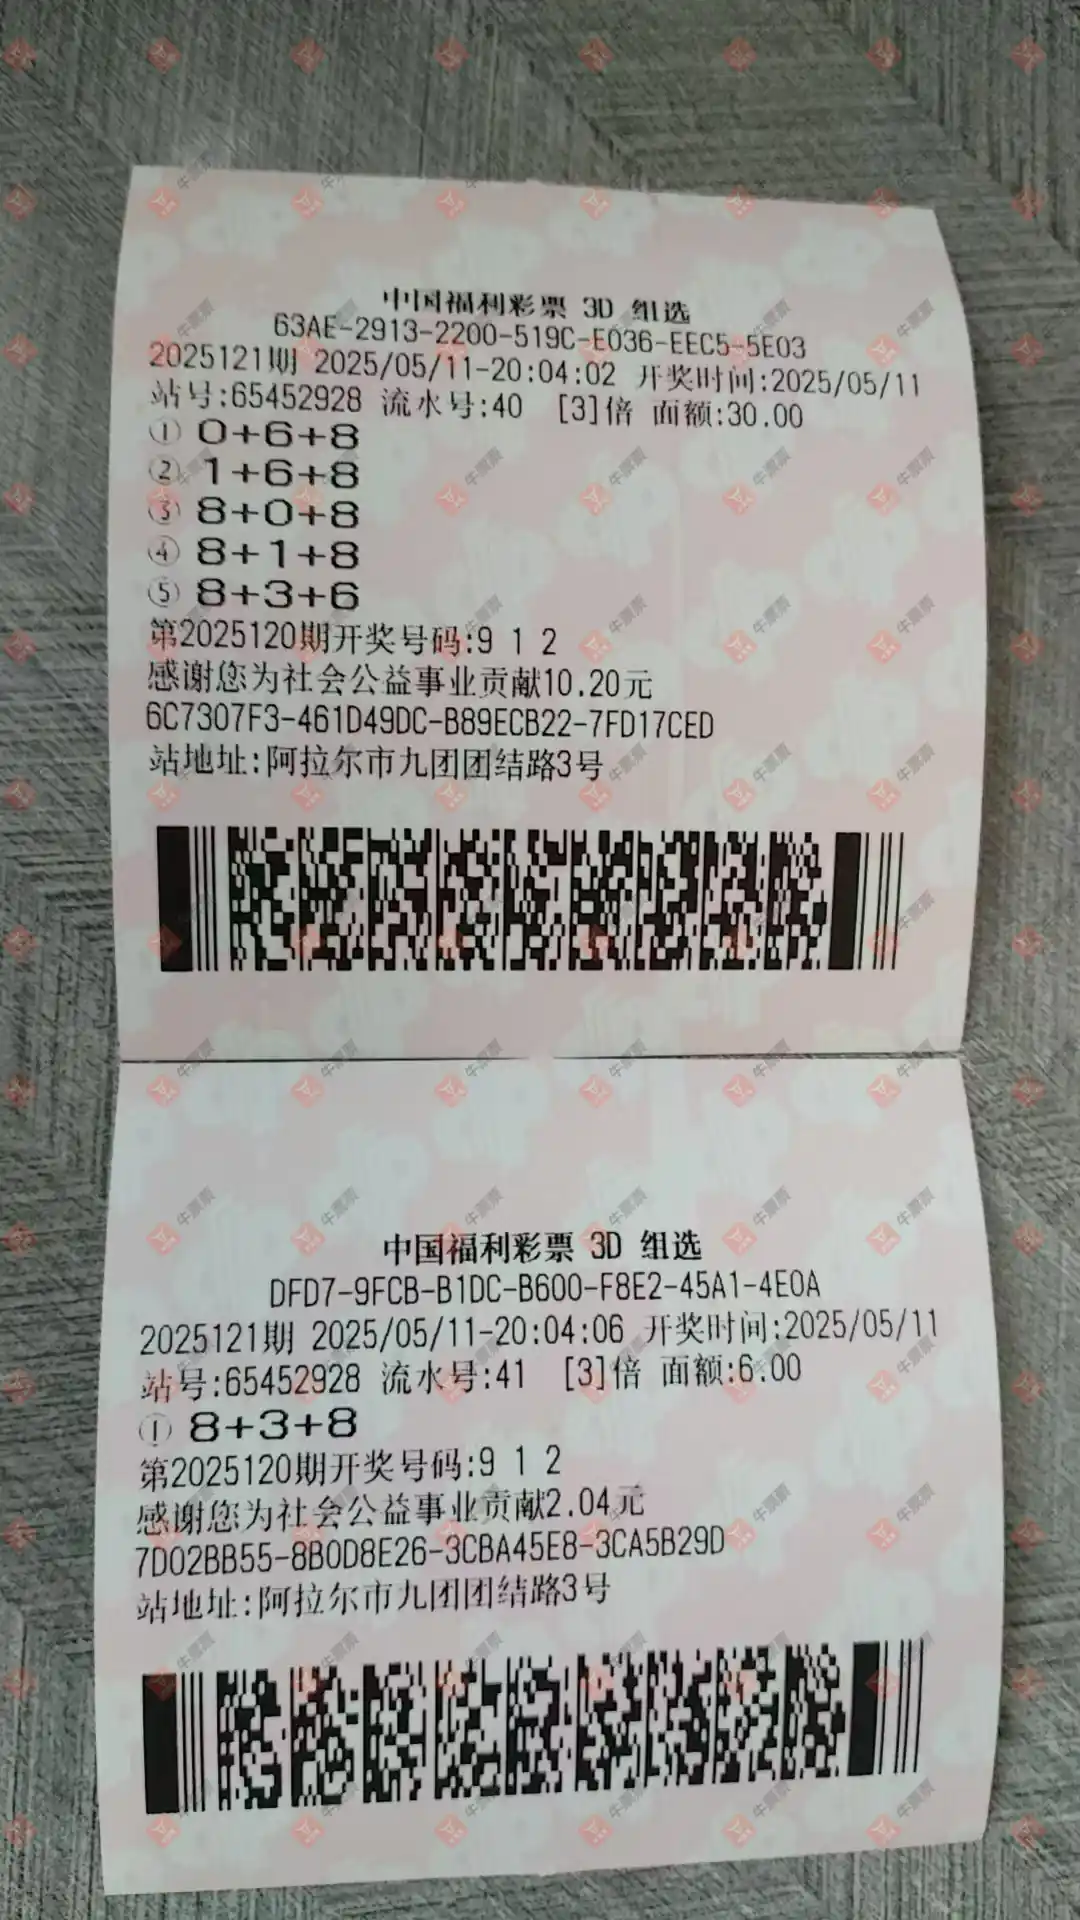 中国福利彩票 3D 组选
63AE-2913-2200-519C-E036-EEC5-5E03
2025121期 2025/05/11-20:04:02 开奖时间:2025/05/11
站号:65452928 流水号:40 [3]倍 面额:30.00
① 0+6+8
② 1+6+8
③ 8+0+8
④ 8+1+8
⑤ 8+3+6
第2025120期开奖号码:9 1 2
感谢您为社会公益事业贡献10.20元
6C7307F3-461D49DC-B89ECB22-7FD17CED
站地址:阿拉尔市九团团结路3号
中国福利彩票 3D 组选
DFD7-9FCB-B1DC-B600-F8E2-45A1-4E0A
2025121期 2025/05/11-20:04:06 开奖时间:2025/05/11
站号:65452928 流水号:41 [3]倍 面额:6.00
① 8+3+8
第2025120期开奖号码:9 1 2
感谢您为社会公益事业贡献2.04元
7D02BB55-8B0D8E26-3CBA45E8-3CA5B29D
站地址:阿拉尔市九团团结路3号
牛票票